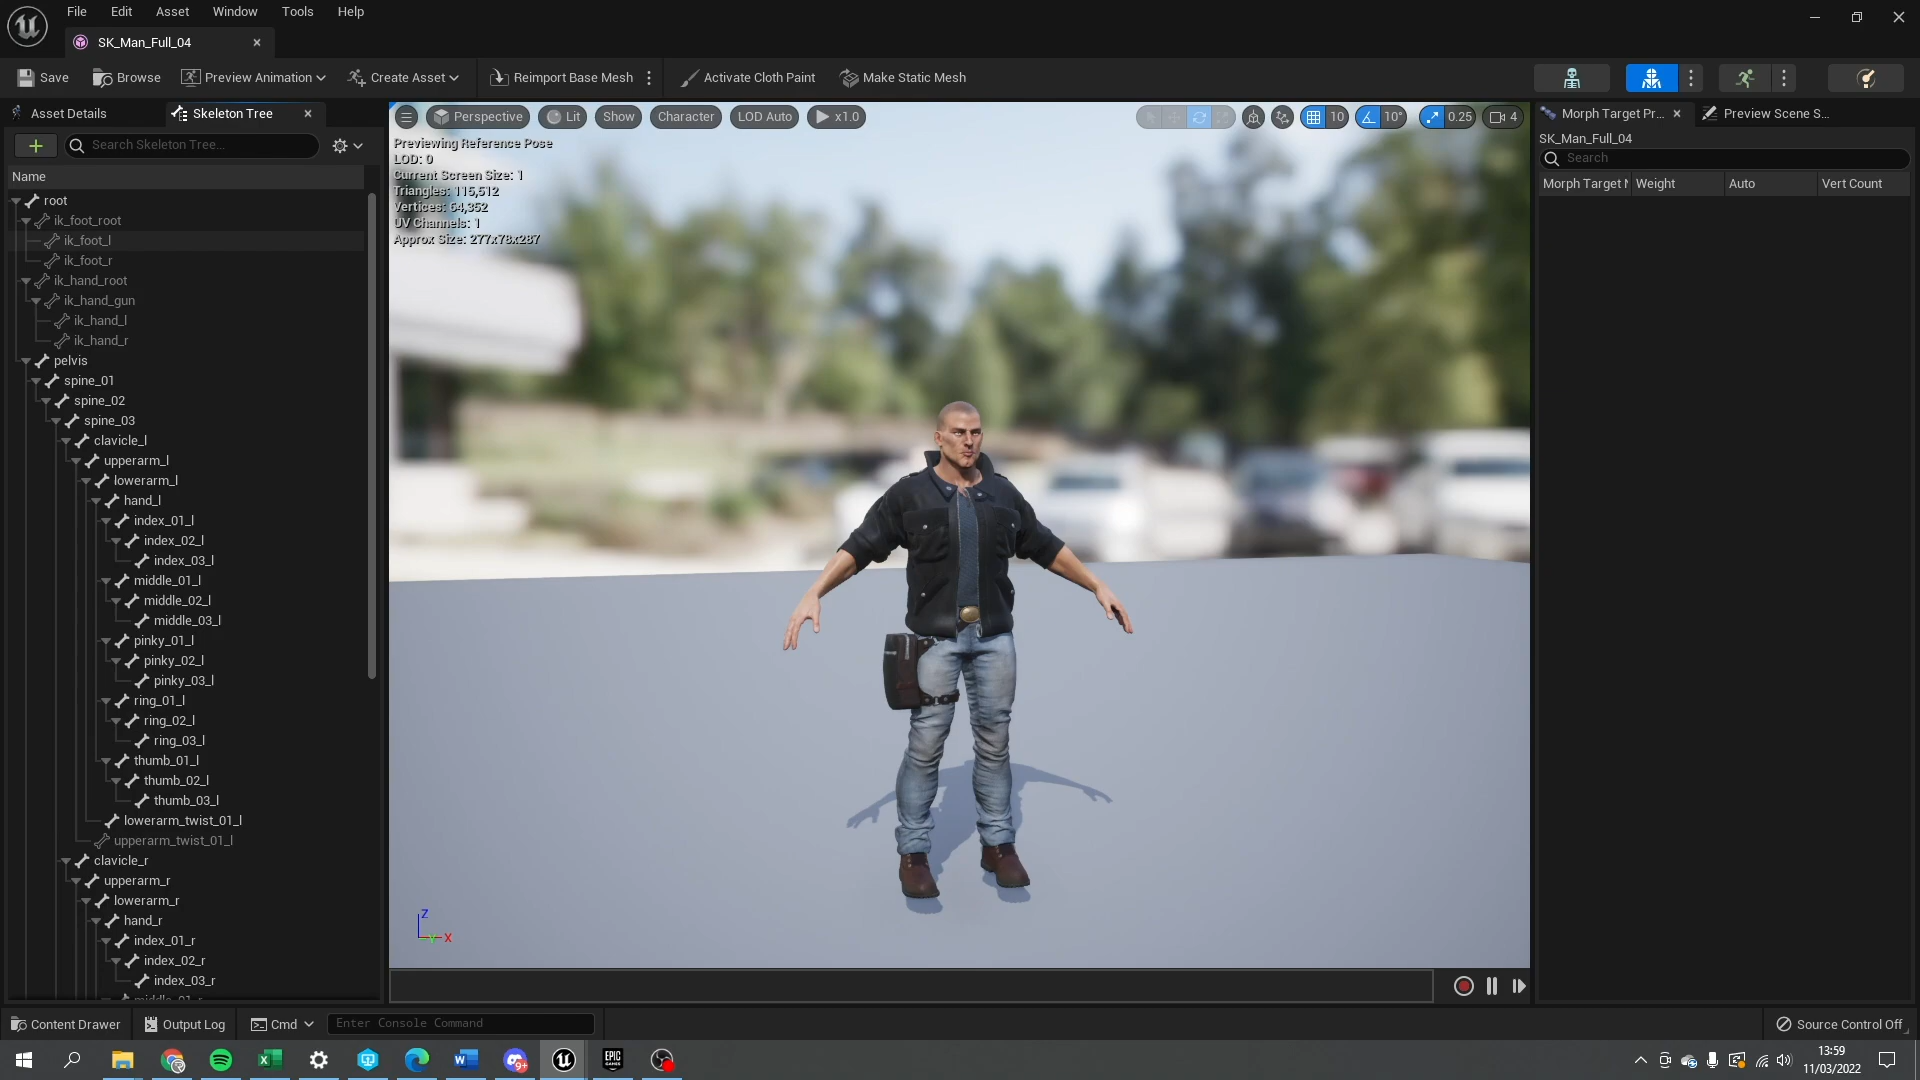 File Edit Asset Window Tools Help
SK_Man_Full_04
Save Browse Preview Animation Create Asset Reimport Base Mesh Activate Cloth Paint Make Static Mesh
Asset Details Skeleton Tree
Search Skeleton Tree...
Name
root
ik_foot_root
ik_foot_l
ik_foot_r
ik_hand_root
ik_hand_gun
ik_hand_l
ik_hand_r
pelvis
spine_01
spine_02
spine_03
clavicle_l
upperarm_l
lowerarm_l
hand_l
index_01_l
index_02_l
index_03_l
middle_01_l
middle_02_l
middle_03_l
pinky_01_l
pinky_02_l
pinky_03_l
ring_01_l
ring_02_l
ring_03_l
thumb_01_l
thumb_02_l
thumb_03_l
lowerarm_twist_01_l
upperarm_twist_01_l
clavicle_r
upperarm_r
lowerarm_r
hand_r
index_01_r
index_02_r
index_03_r
middle_01_r
Perspective Lit Show Character LOD Auto x1.0 10 10° 0.25 4
Previewing Reference Pose
LOD: 0
Current Screen Size: 1
Triangles: 115,512
Vertices: 64,352
UV Channels: 1
Approx Size: 277x78x287
Z
Y X
Morph Target Pr... Preview Scene S...
SK_Man_Full_04
Search
Morph Target N Weight Auto Vert Count
Content Drawer Output Log Cmd Enter Console Command Source Control Off
EPIC GAMES
9+
13:59
11/03/2022